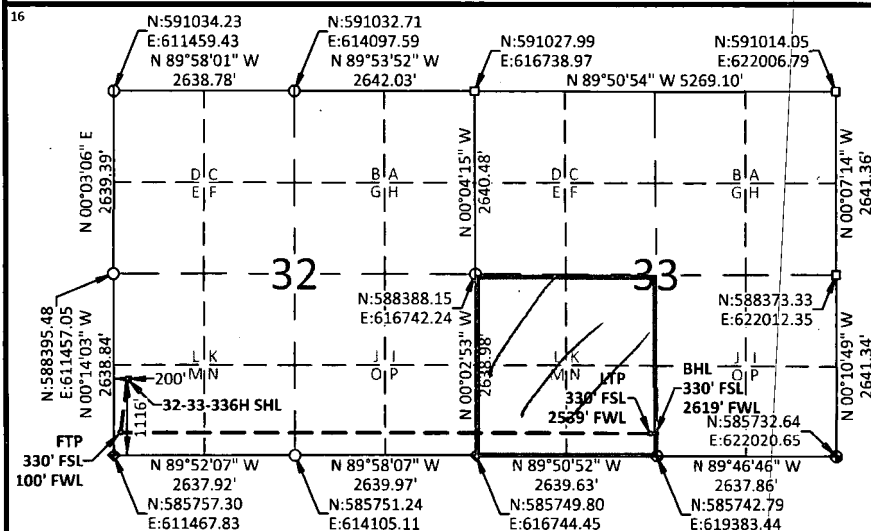 16
N:591034.23
E:611459.43
N 89°58'01" W
2638.78'
N:591032.71
E:614097.59
N 89°53'52" W
2642.03'
N:591027.99
E:616738.97
N 89°50'54" W 5269.10'
N:591014.05
E:622006.79
N 00°03'06" E
2639.39'
N 00°04'15" W
2640.48'
N 00°07'14" W
2641.36'
D C
E F
B A
G H
D C
E F
B A
G H
32
33
N:588395.48
E:611457.05
N:588388.15
E:616742.24
N:588373.33
E:622012.35
N 00°14'03" W
2638.84'
N 00°02'53" W
2638.98'
N 00°10'49" W
2641.34'
L K
M N
J I
O P
L K
M N
J I
O P
200'
32-33-336H SHL
1116'
FTP
330' FSL
100' FWL
LTP
330' FSL
2539' FWL
BHL
330' FSL
2619' FWL
N:585732.64
E:622020.65
N 89°52'07" W
2637.92'
N 89°58'07" W
2639.97'
N 89°50'52" W
2639.63'
N 89°46'46" W
2637.86'
N:585757.30
E:611467.83
N:585751.24
E:614105.11
N:585749.80
E:616744.45
N:585742.79
E:619383.44